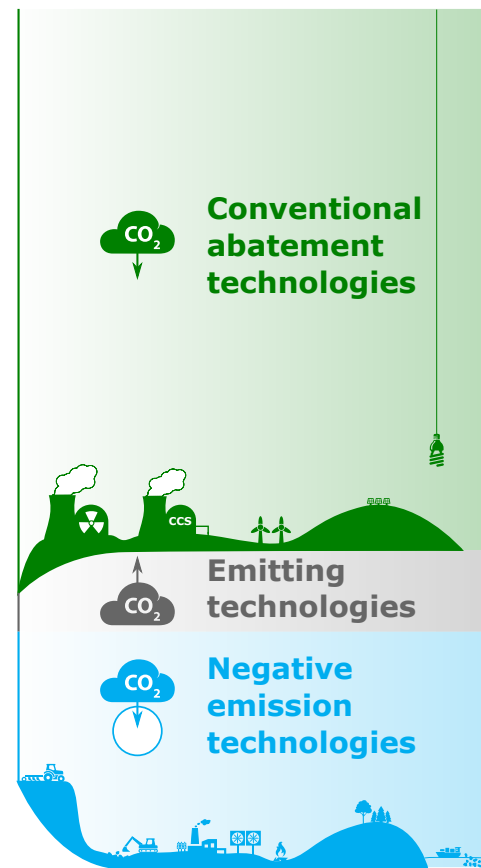 CO₂
Conventional
abatement
technologies
CCS
Emitting
technologies
CO₂
Negative
emission
technologies
CO₂